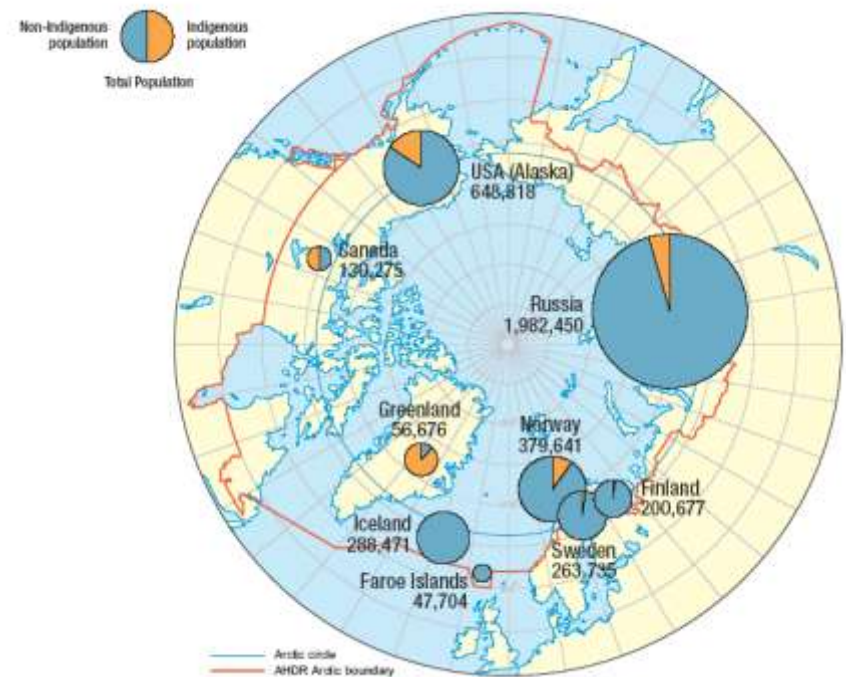 Non-Indigenous
population
Indigenous
population
Total Population
USA (Alaska)
648,818
Canada
130,275
Russia
1,982,450
Greenland
56,676
Norway
379,641
Finland
200,677
Iceland
288,471
Sweden
263,735
Faroe Islands
47,704
Arctic circle
AHDR Arctic boundary